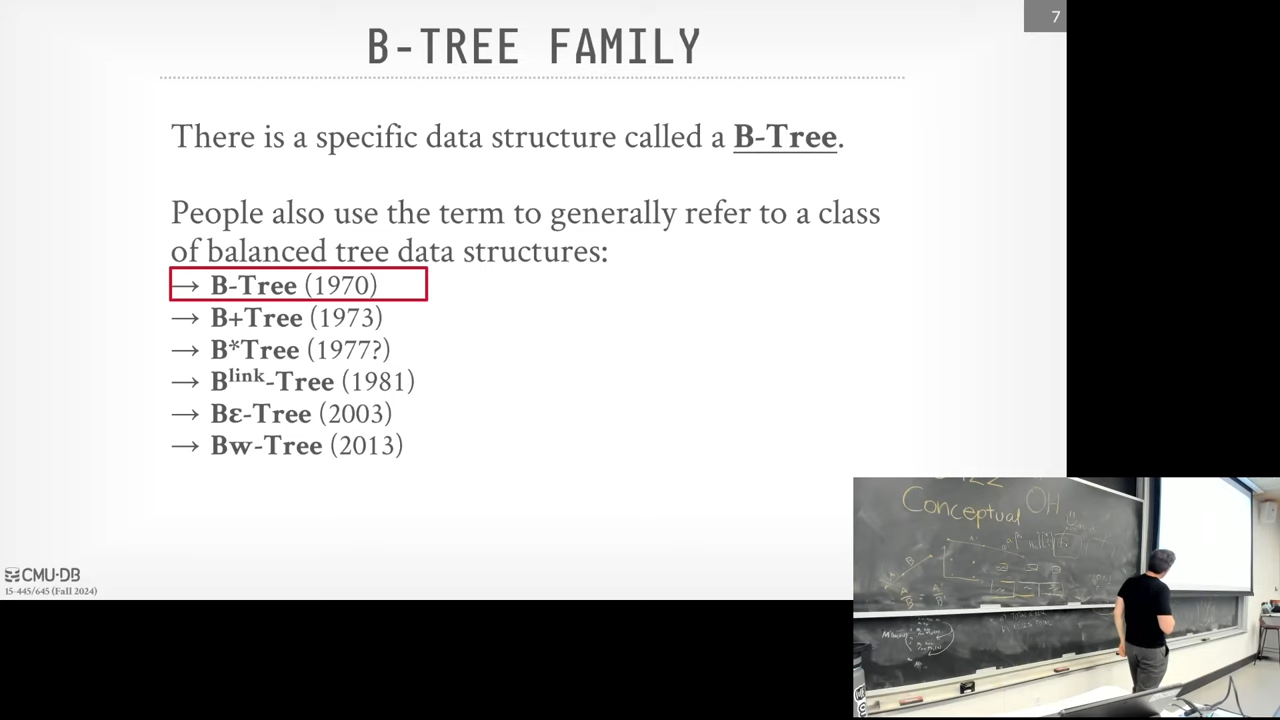 7
B-TREE FAMILY
There is a specific data structure called a B-Tree.
People also use the term to generally refer to a class
of balanced tree data structures:
→ B-Tree (1970)
→ B+Tree (1973)
→ B*Tree (1977?)
→ Bˡⁱⁿᵏ-Tree (1981)
→ Bε-Tree (2003)
→ Bw-Tree (2013)
CMU·DB
15-445/645 (Fall 2024)
Conceptual OH